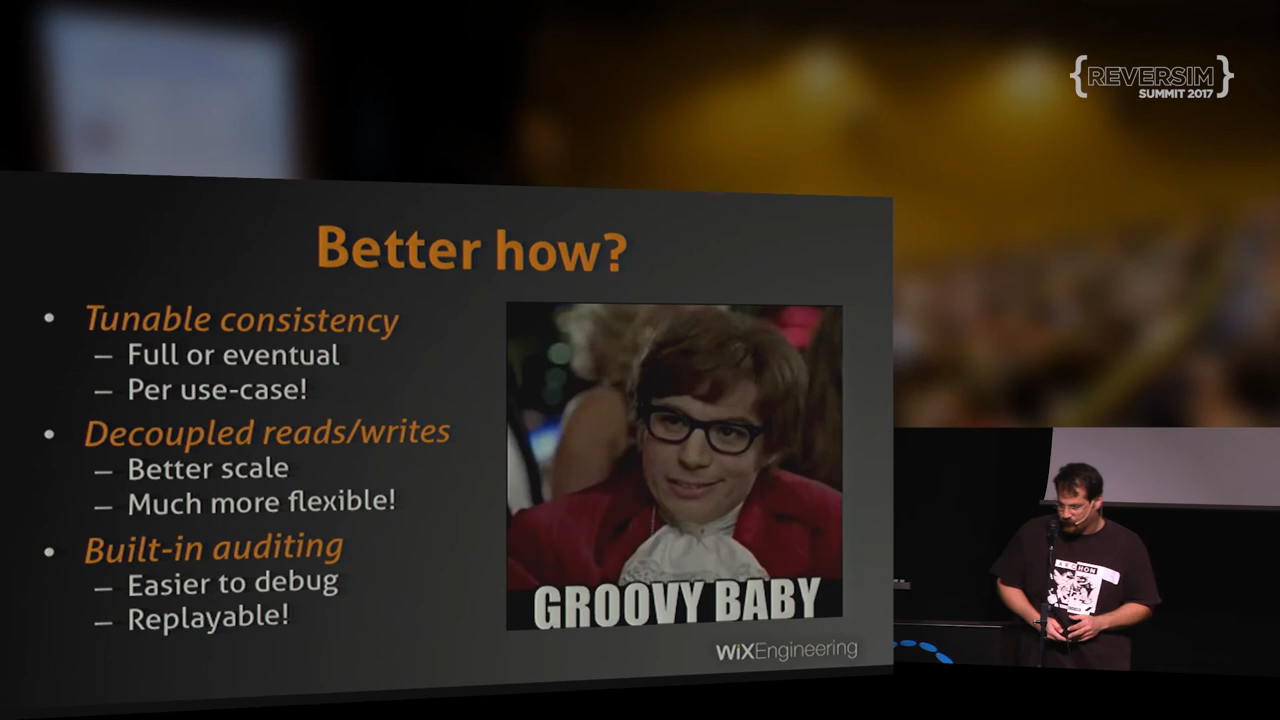 {REVERSIM}
SUMMIT 2017
Better how?
• Tunable consistency
– Full or eventual
– Per use-case!
• Decoupled reads/writes
– Better scale
– Much more flexible!
• Built-in auditing
– Easier to debug
– Replayable!
GROOVY BABY
WiXEngineering